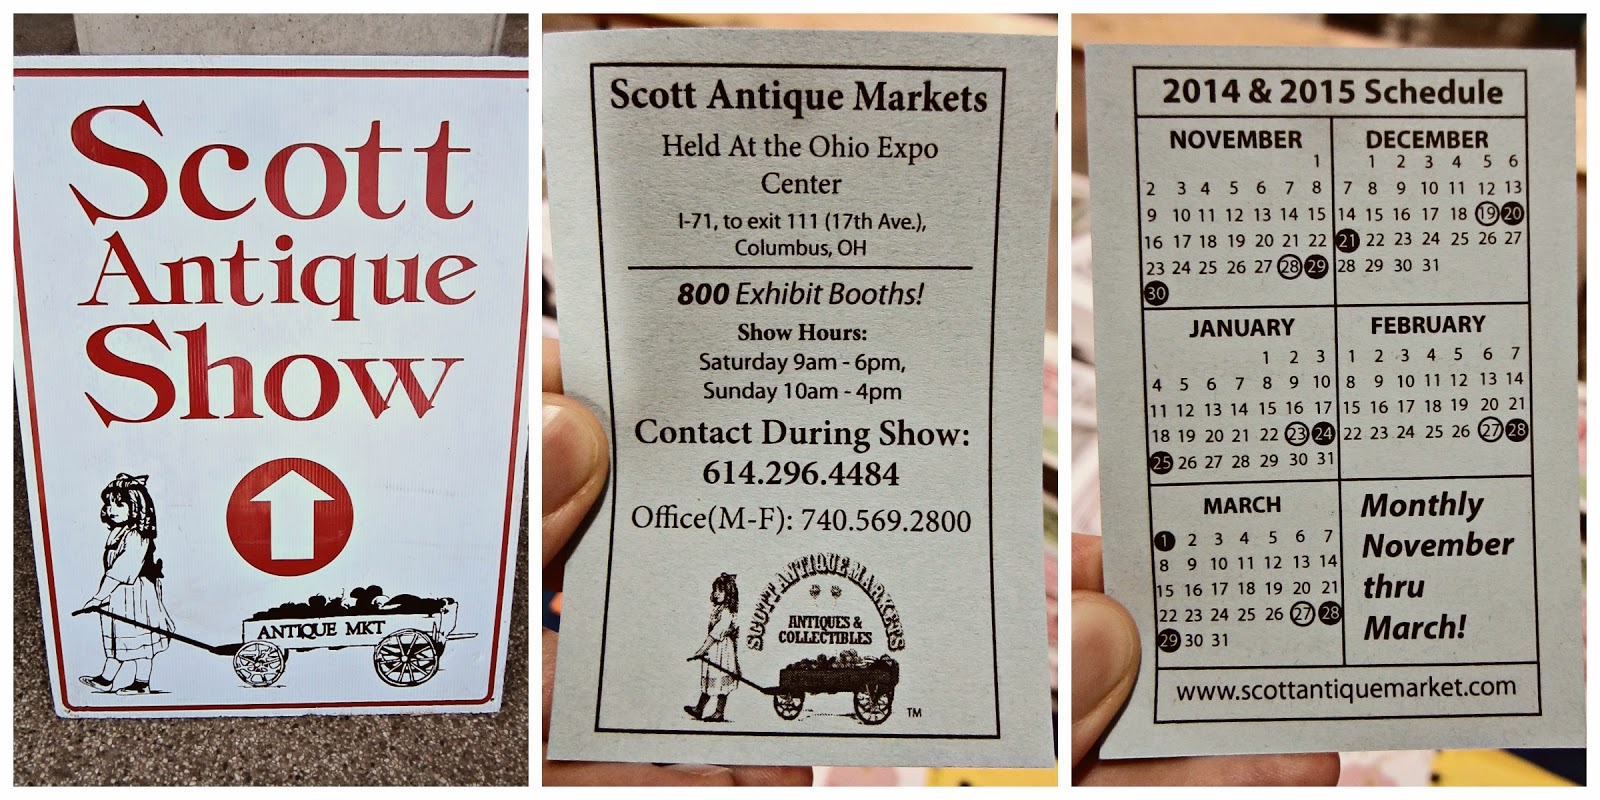 Scott
Antique
Show
ANTIQUE MKT
Scott Antique Markets
Held At the Ohio Expo
Center
I-71, to exit 111 (17th Ave.),
Columbus, OH
800 Exhibit Booths!
Show Hours:
Saturday 9am - 6pm,
Sunday 10am - 4pm
Contact During Show:
614.296.4484
Office(M-F): 740.569.2800
SCOTT ANTIQUE MARKETS
ANTIQUES &
COLLECTIBLES
TM
2014 & 2015 Schedule
NOVEMBER
1
2 3 4 5 6 7 8
9 10 11 12 13 14 15
16 17 18 19 20 21 22
23 24 25 26 27 28 29
30
DECEMBER
1 2 3 4 5 6
7 8 9 10 11 12 13
14 15 16 17 18 19 20
21 22 23 24 25 26 27
28 29 30 31
JANUARY
1 2 3
4 5 6 7 8 9 10
11 12 13 14 15 16 17
18 19 20 21 22 23 24
25 26 27 28 29 30 31
FEBRUARY
1 2 3 4 5 6 7
8 9 10 11 12 13 14
15 16 17 18 19 20 21
22 23 24 25 26 27 28
MARCH
1 2 3 4 5 6 7
8 9 10 11 12 13 14
15 16 17 18 19 20 21
22 23 24 25 26 27 28
29 30 31
Monthly
November
thru
March!
www.scottantiquemarket.com